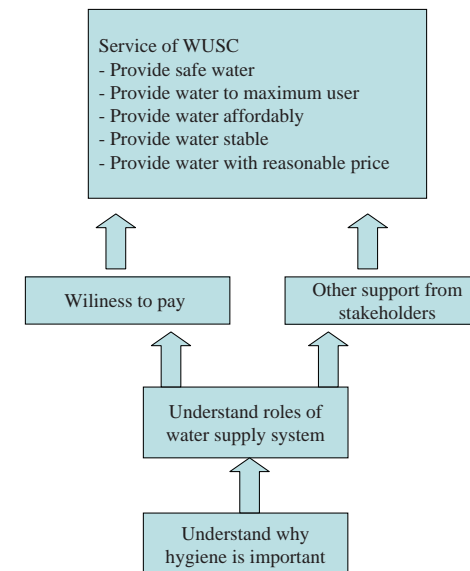 Service of WUSC
- Provide safe water
- Provide water to maximum user
- Provide water affordably
- Provide water stable
- Provide water with reasonable price
Wiliness to pay
Other support from
stakeholders
Understand roles of
water supply system
Understand why
hygiene is important